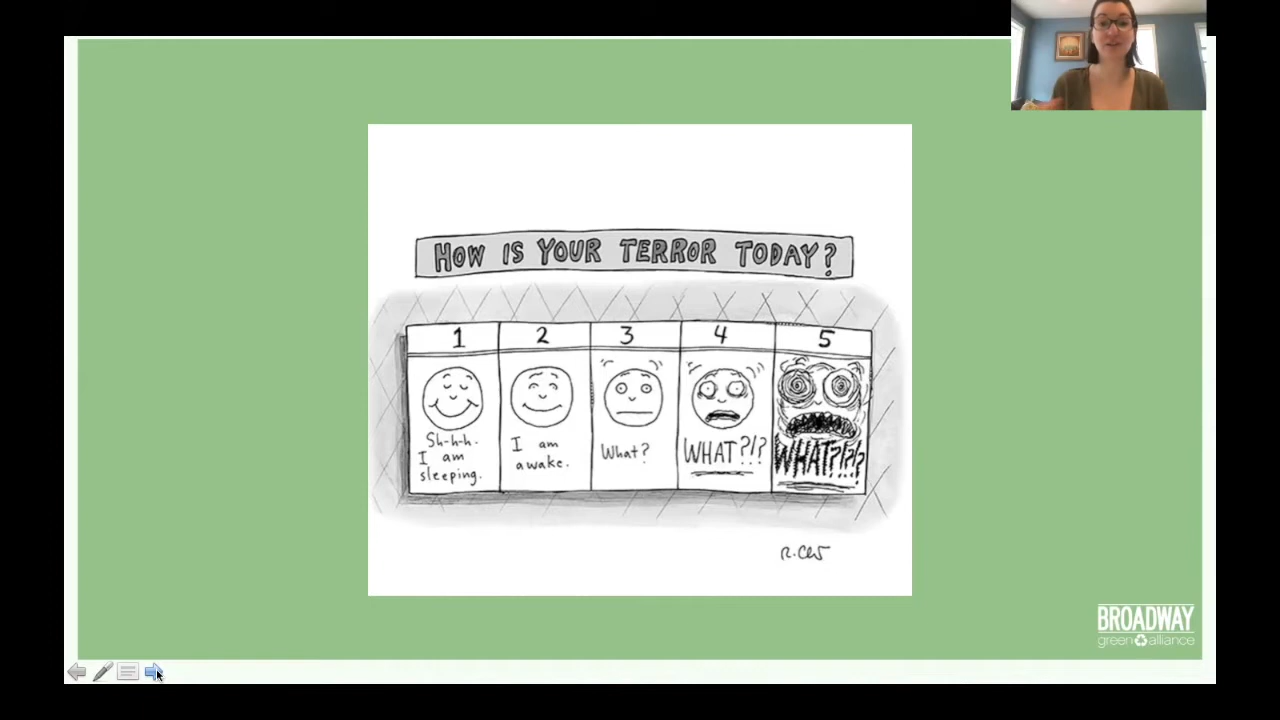 HOW IS YOUR TERROR TODAY?
1 2 3 4 5
Sh-h-h.
I am
sleeping.
I am
awake.
What?
WHAT?!?
WHAT?!?!?
R. Chr
BROADWAY
green alliance